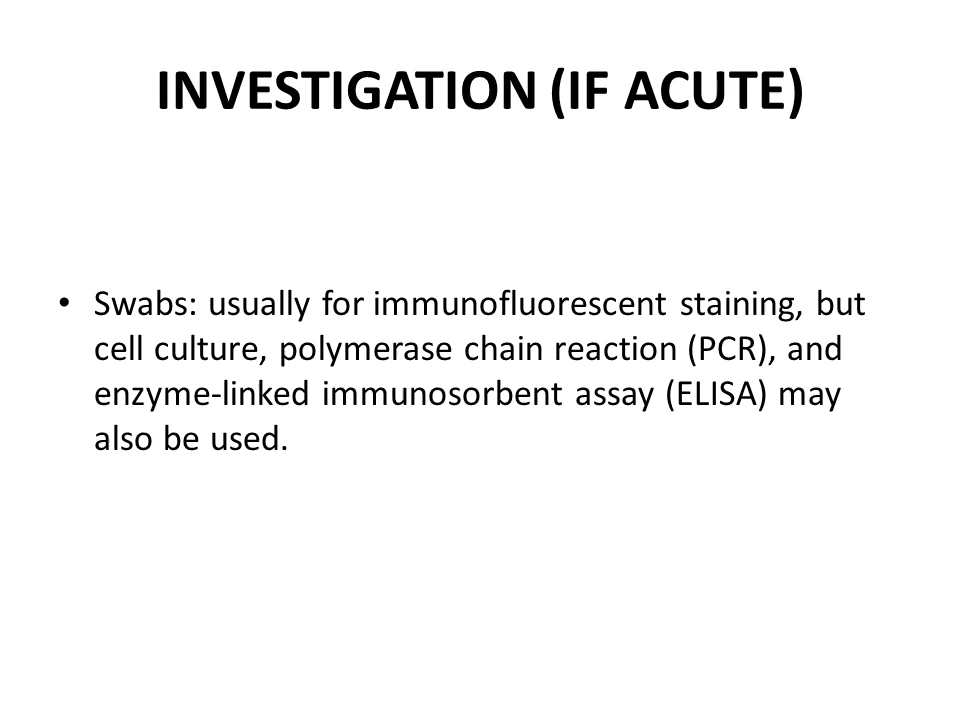 INVESTIGATION (IF ACUTE)
• Swabs: usually for immunofluorescent staining, but
cell culture, polymerase chain reaction (PCR), and
enzyme-linked immunosorbent assay (ELISA) may
also be used.